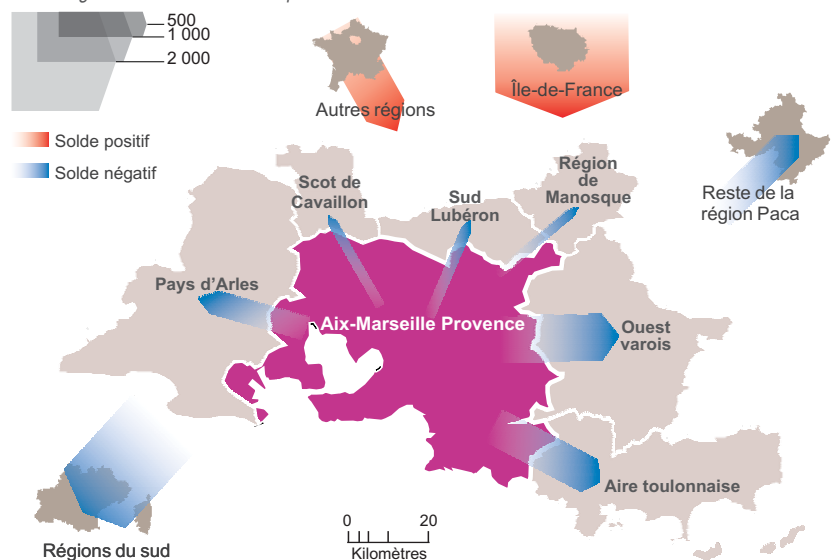 500
1 000
2 000
Solde positif
Solde négatif
Autres régions
Île-de-France
Reste de la
région Paca
Scot de
Cavaillon
Sud
Lubéron
Région
de
Manosque
Pays d’Arles
Aix-Marseille Provence
Ouest
varois
Aire toulonnaise
Régions du sud
0 20
Kilomètres